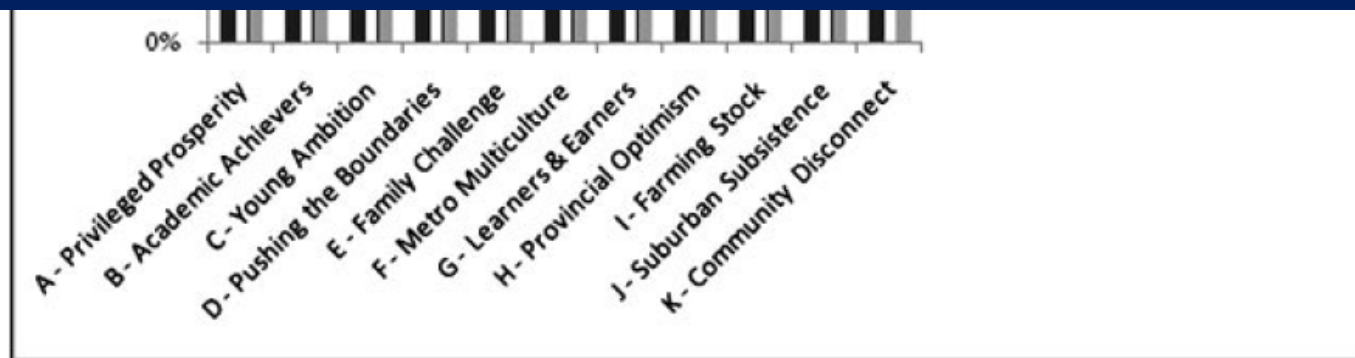 0%
A - Privileged Prosperity
B - Academic Achievers
C - Young Ambition
D - Pushing the Boundaries
E - Family Challenge
F - Metro Multiculture
G - Learners & Earners
H - Provincial Optimism
I - Farming Stock
J - Suburban Subsistence
K - Community Disconnect